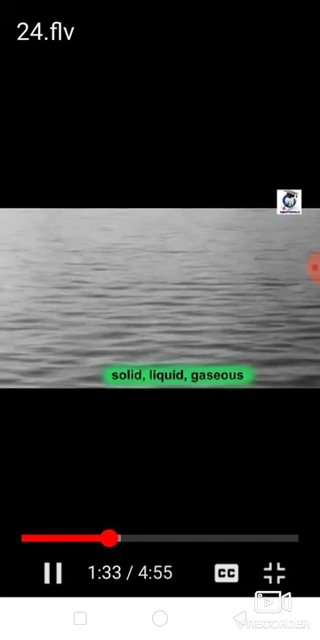 24.flv
solid, liquid, gaseous
1:33 / 4:55
CC
RECORDER